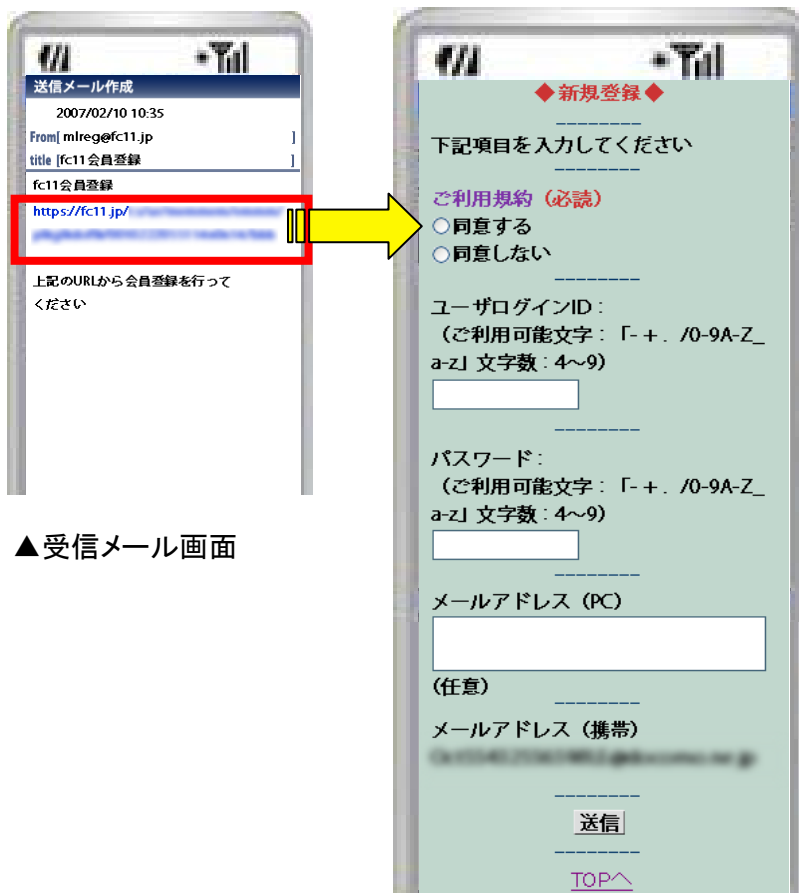 送信メール作成
2007/02/10 10:35
From[ mlreg@fc11.jp ]
title [fc11会員登録 ]
fc11会員登録
https://fc11.jp/
上記のURLから会員登録を行って
ください
▲受信メール画面
◆新規登録◆
--------
下記項目を入力してください
--------
ご利用規約（必読）
○同意する
○同意しない
--------
ユーザログインID：
（ご利用可能文字：「-＋．/0-9A-Z_
a-z」文字数：4～9）
--------
パスワード：
（ご利用可能文字：「-＋．/0-9A-Z_
a-z」文字数：4～9）
--------
メールアドレス（PC）
(任意)
--------
メールアドレス（携帯）
--------
送信
--------
TOPへ